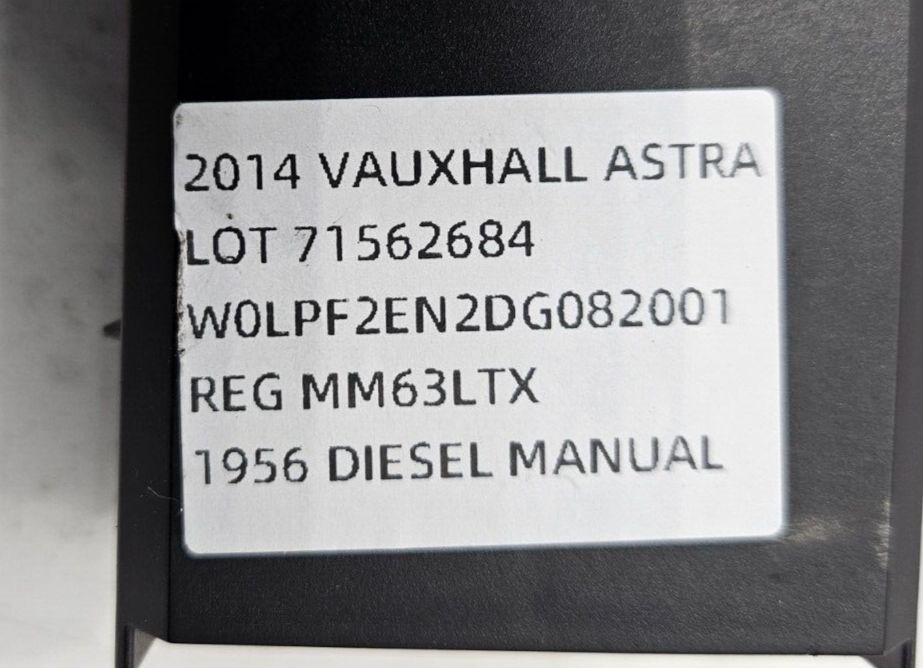 2014 VAUXHALL ASTRA
LOT 71562684
W0LPF2EN2DG082001
REG MM63LTX
1956 DIESEL MANUAL